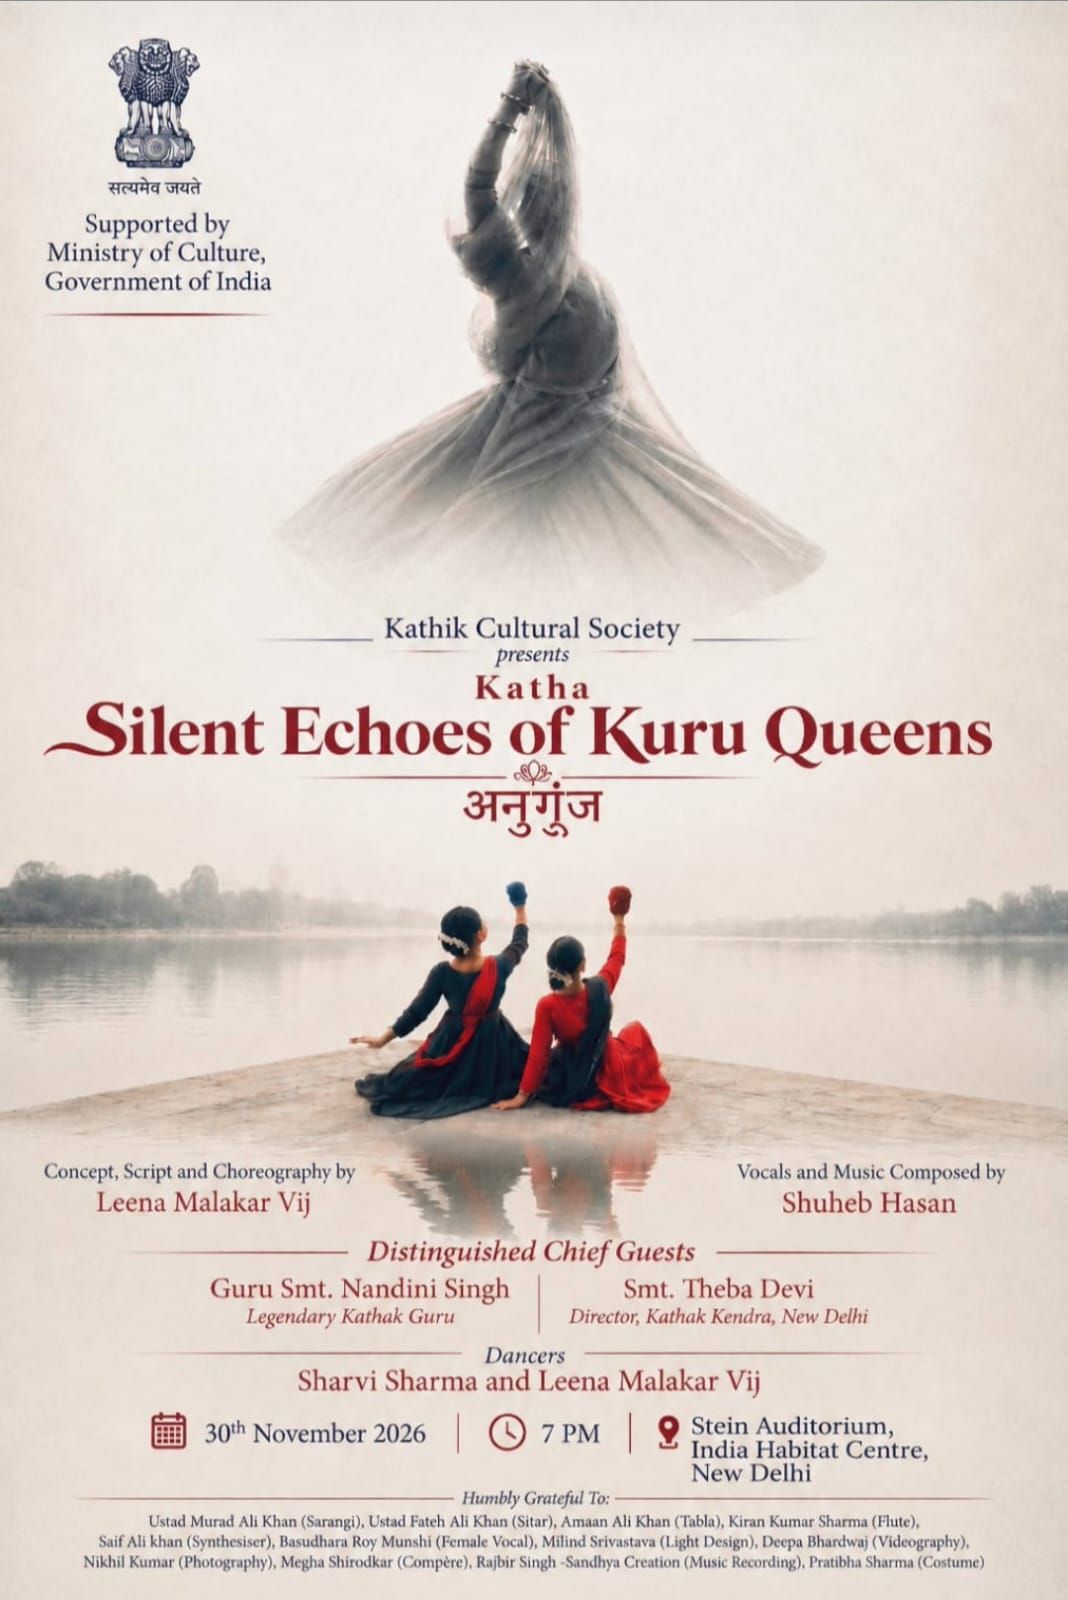 सत्यमेव जयते
Supported by
Ministry of Culture,
Government of India
Kathik Cultural Society
presents
Katha
Silent Echoes of Kuru Queens
अनुगूंज
Concept, Script and Choreography by
Leena Malakar Vij
Vocals and Music Composed by
Shuheb Hasan
Distinguished Chief Guests
Guru Smt. Nandini Singh
Legendary Kathak Guru
Smt. Theba Devi
Director, Kathak Kendra, New Delhi
Dancers
Sharvi Sharma and Leena Malakar Vij
30th November 2026
7 PM
Stein Auditorium,
India Habitat Centre,
New Delhi
Humbly Grateful To:
Ustad Murad Ali Khan (Sarangi), Ustad Fateh Ali Khan (Sitar), Amaan Ali Khan (Tabla), Kiran Kumar Sharma (Flute),
Saif Ali khan (Synthesiser), Basudhara Roy Munshi (Female Vocal), Milind Srivastava (Light Design), Deepa Bhardwaj (Videography),
Nikhil Kumar (Photography), Megha Shirodkar (Compère), Rajbir Singh -Sandhya Creation (Music Recording), Pratibha Sharma (Costume)